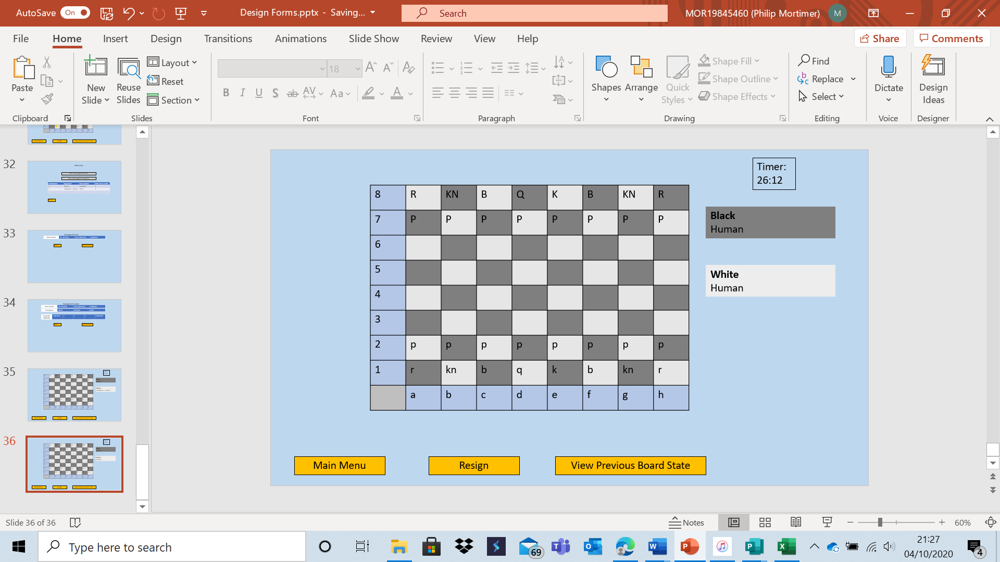 AutoSave On Design Forms.pptx - Saving... Search MOR19845460 (Philip Mortimer) M
File Home Insert Design Transitions Animations Slide Show Review View Help Share Comments
Paste
New Slide
Reuse Slides
Layout
Reset
Section
18
B I U S ab AV Aa A
Shapes
Arrange
Quick Styles
Shape Fill
Shape Outline
Shape Effects
Find
Replace
Select
Dictate
Design Ideas
Clipboard Slides Font Paragraph Drawing Editing Voice Designer
32
33
34
35
36
Timer:
26:12
8 R KN B Q K B KN R
7 P P P P P P P P
6
5
4
3
2 p p p p p p p p
1 r kn b q k b kn r
a b c d e f g h
Black
Human
White
Human
Main Menu Resign View Previous Board State
Slide 36 of 36 Notes 60%
Type here to search
69
21:27
04/10/2020
4